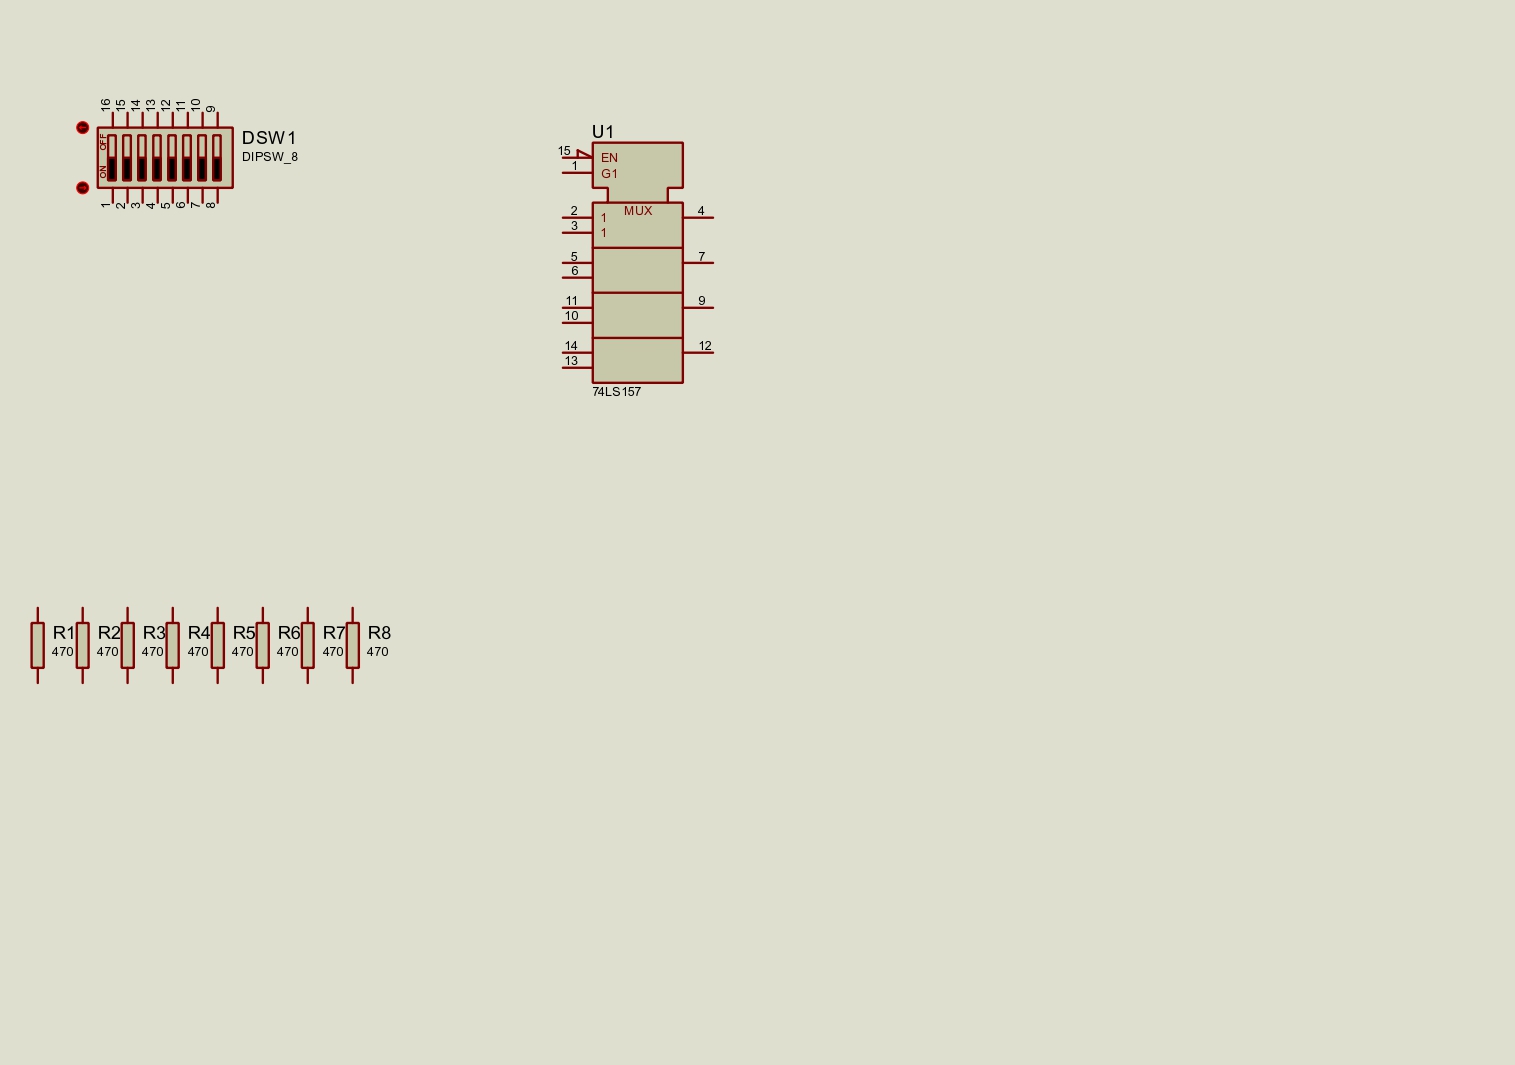 16 15 14 13 12 11 10 9
OFF
ON
1 2 3 4 5 6 7 8
DSW1
DIPSW_8
U1
15 EN
1 G1
MUX
2 1 4
3 1
5 7
6
11 9
10
14 12
13
74LS157
R1 R2 R3 R4 R5 R6 R7 R8
470 470 470 470 470 470 470 470